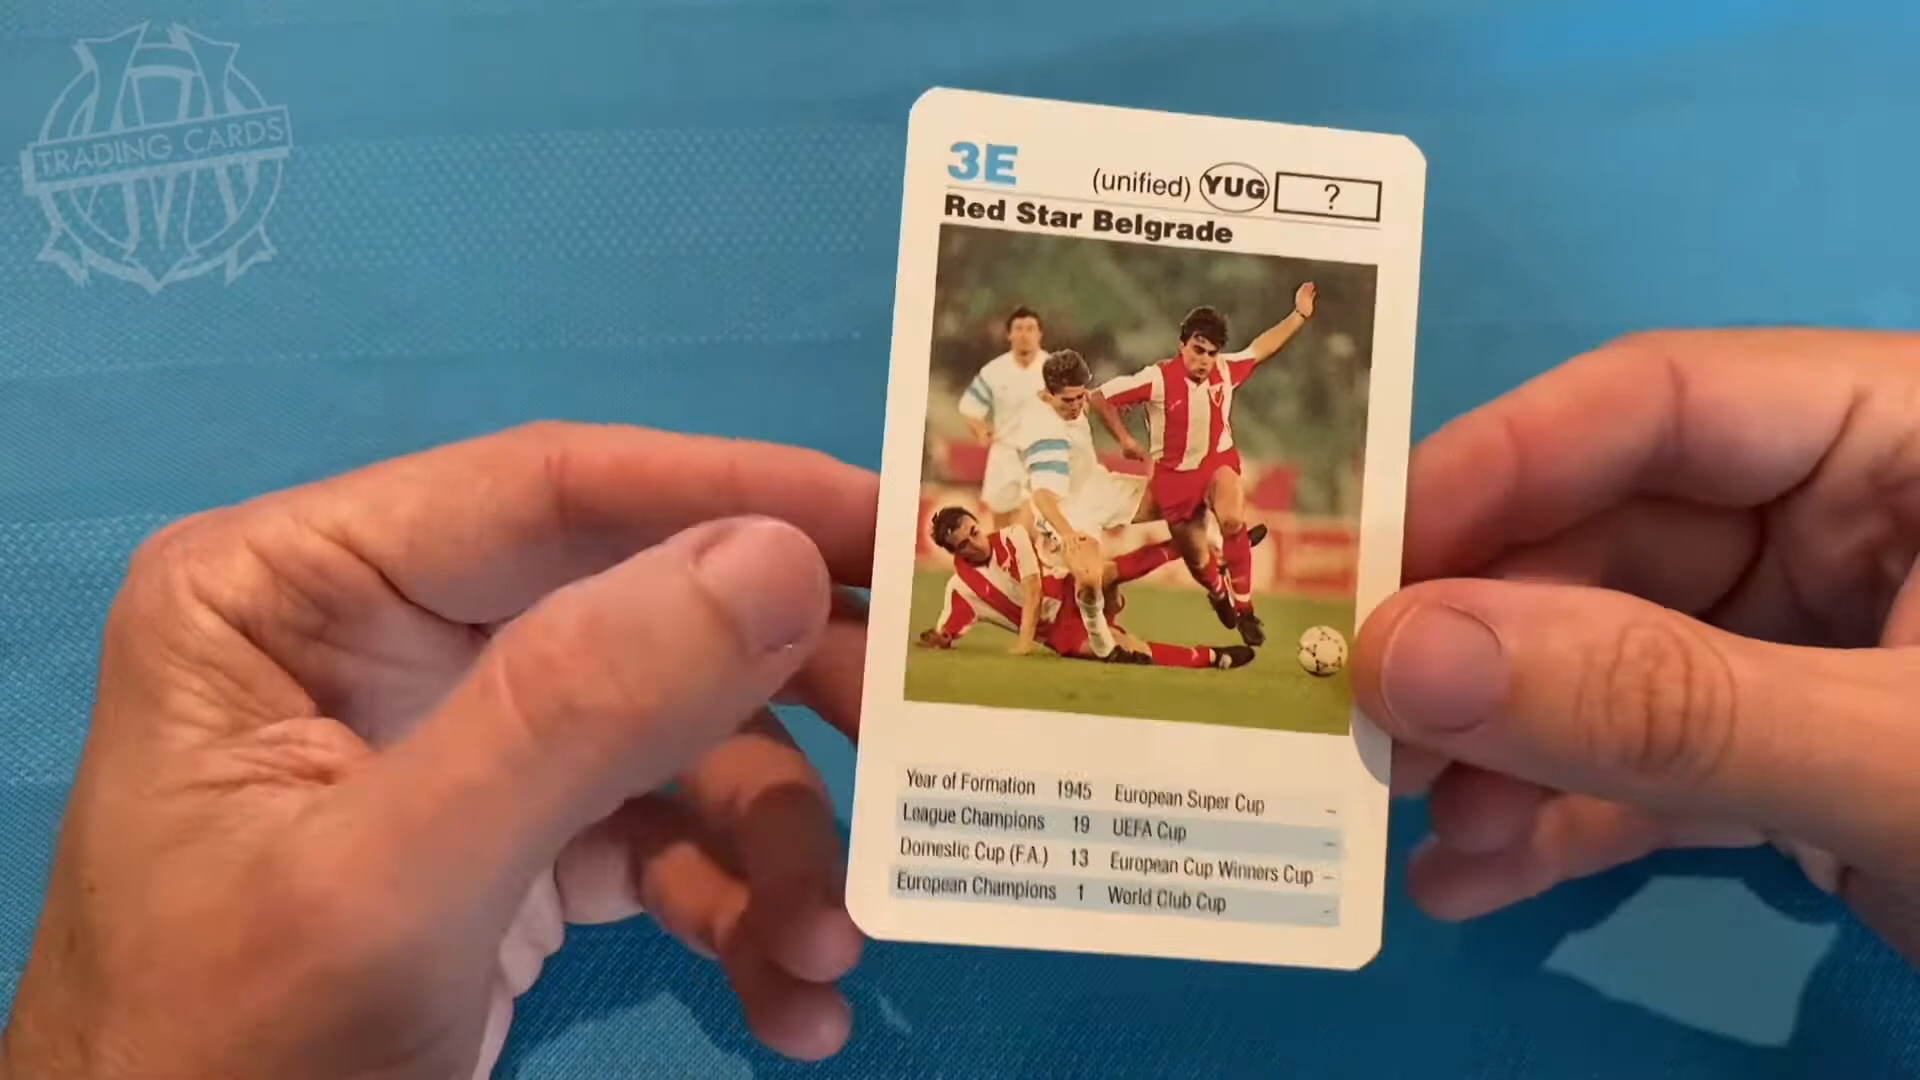 TRADING CARDS
3E
(unified) YUG ?
Red Star Belgrade
Year of Formation 1945 European Super Cup –
League Champions 19 UEFA Cup –
Domestic Cup (F.A.) 13 European Cup Winners Cup –
European Champions 1 World Club Cup –